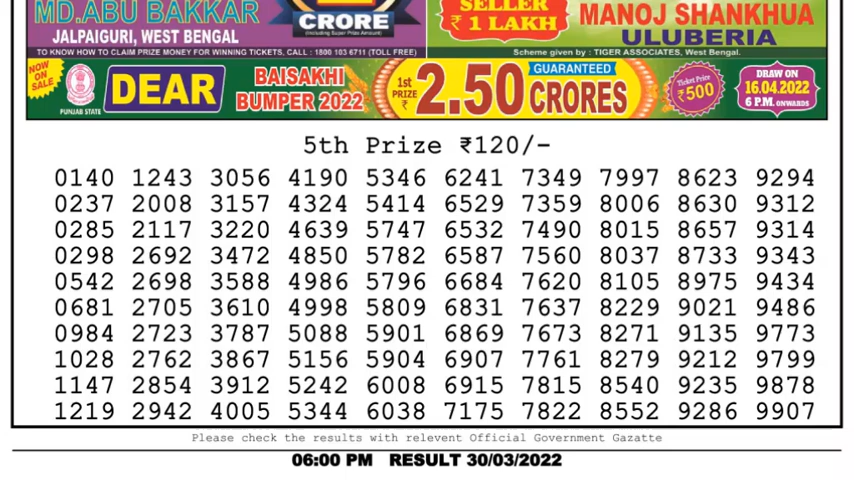 MD.ABU BAKKAR
JALPAIGURI, WEST BENGAL
CRORE
(Including Super Prize Amount)
SELLER
₹ 1 LAKH
MANOJ SHANKHUA
ULUBERIA
TO KNOW HOW TO CLAIM PRIZE MONEY FOR WINNING TICKETS, CALL : 1800 103 6711 (TOLL FREE)
Scheme given by : TIGER ASSOCIATES, West Bengal.
NOW ON SALE
PUNJAB STATE
DEAR
BAISAKHI
BUMPER 2022
1st PRIZE ₹
2.50
GUARANTEED
CRORES
Ticket Price
₹500
DRAW ON
16.04.2022
6 P.M. ONWARDS
5th Prize ₹120/-
0140 1243 3056 4190 5346 6241 7349 7997 8623 9294
0237 2008 3157 4324 5414 6529 7359 8006 8630 9312
0285 2117 3220 4639 5747 6532 7490 8015 8657 9314
0298 2692 3472 4850 5782 6587 7560 8037 8733 9343
0542 2698 3588 4986 5796 6684 7620 8105 8975 9434
0681 2705 3610 4998 5809 6831 7637 8229 9021 9486
0984 2723 3787 5088 5901 6869 7673 8271 9135 9773
1028 2762 3867 5156 5904 6907 7761 8279 9212 9799
1147 2854 3912 5242 6008 6915 7815 8540 9235 9878
1219 2942 4005 5344 6038 7175 7822 8552 9286 9907
Please check the results with relevent Official Government Gazatte
06:00 PM RESULT 30/03/2022